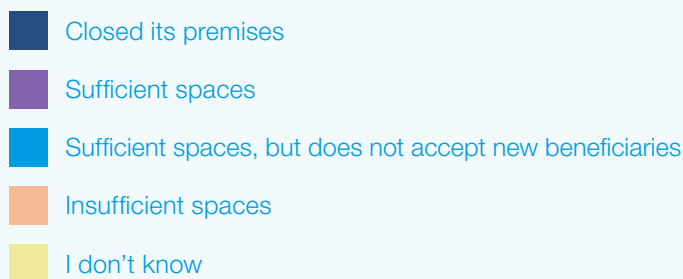 Closed its premises
Sufficient spaces
Sufficient spaces, but does not accept new beneficiaries
Insufficient spaces
I don’t know